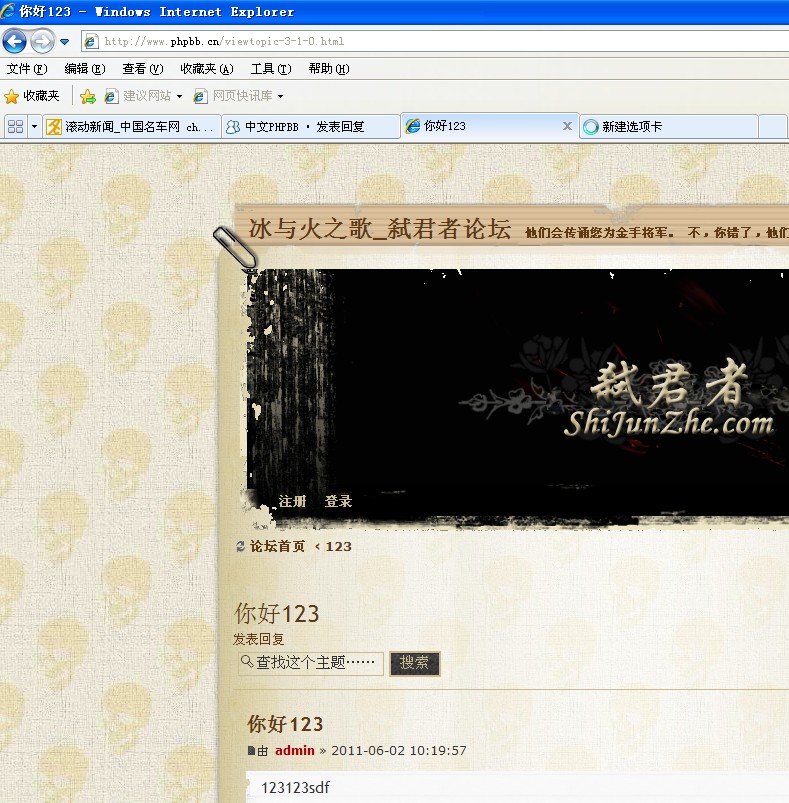 你好123 - Windows Internet Explorer
http://www.phpbb.cn/viewtopic-3-1-0.html
文件(F) 编辑(E) 查看(V) 收藏夹(A) 工具(T) 帮助(H)
收藏夹 建议网站 网页快讯库
滚动新闻_中国名车网 ch... 中文PHPBB • 发表回复 你好123 新建选项卡
冰与火之歌_弑君者论坛 他们会传诵您为金手将军。 不，你错了，他们
弑君者
ShiJunZhe.com
注册 登录
论坛首页 ‹ 123
你好123
发表回复
查找这个主题…… 搜索
你好123
由 admin » 2011-06-02 10:19:57
123123sdf